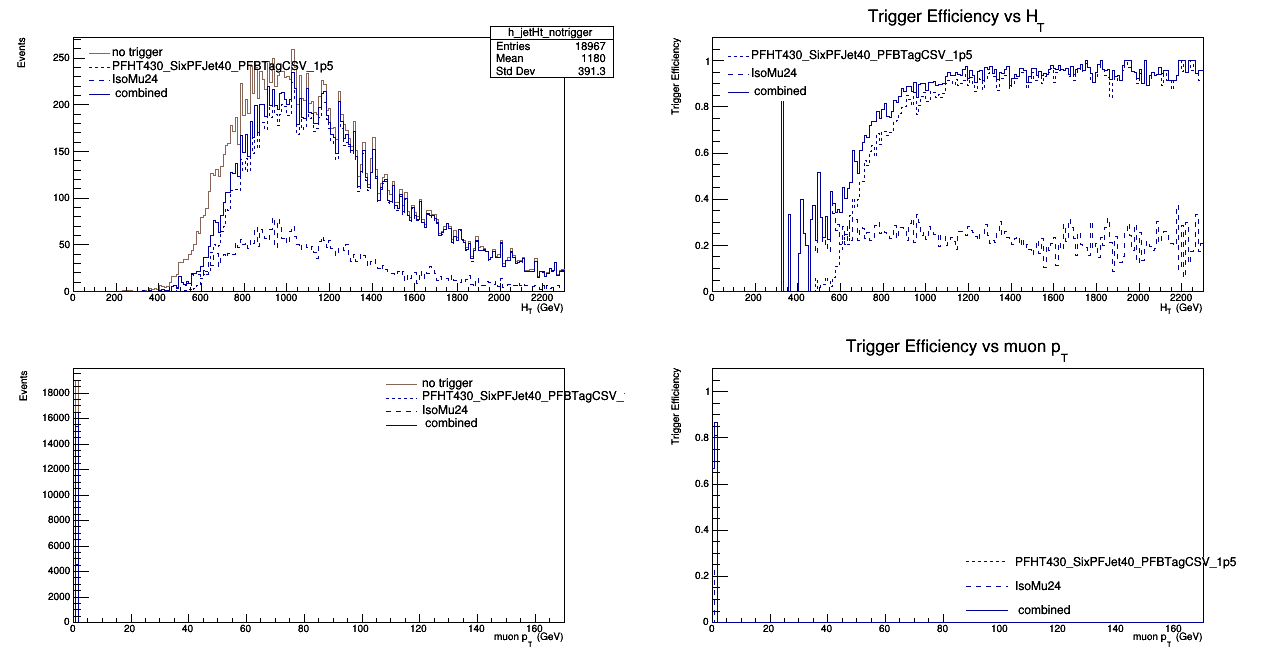 h_jetHt_notrigger
Entries 18967
Mean 1180
Std Dev 391.3
Events
no trigger
PFHT430_SixPFJet40_PFBTagCSV_1p5
IsoMu24
combined
250
200
150
100
50
0
0 200 400 600 800 1000 1200 1400 1600 1800 2000 2200
H_T (GeV)
Trigger Efficiency vs H_T
Trigger Efficiency
PFHT430_SixPFJet40_PFBTagCSV_1p5
IsoMu24
combined
1
0.8
0.6
0.4
0.2
0
0 200 400 600 800 1000 1200 1400 1600 1800 2000 2200
H_T (GeV)
Events
no trigger
PFHT430_SixPFJet40_PFBTagCSV_
IsoMu24
combined
18000
16000
14000
12000
10000
8000
6000
4000
2000
0
0 20 40 60 80 100 120 140 160
muon p_T (GeV)
Trigger Efficiency vs muon p_T
Trigger Efficiency
1
0.8
0.6
0.4
0.2
0
PFHT430_SixPFJet40_PFBTagCSV_1p5
IsoMu24
combined
0 20 40 60 80 100 120 140 160
muon p_T (GeV)